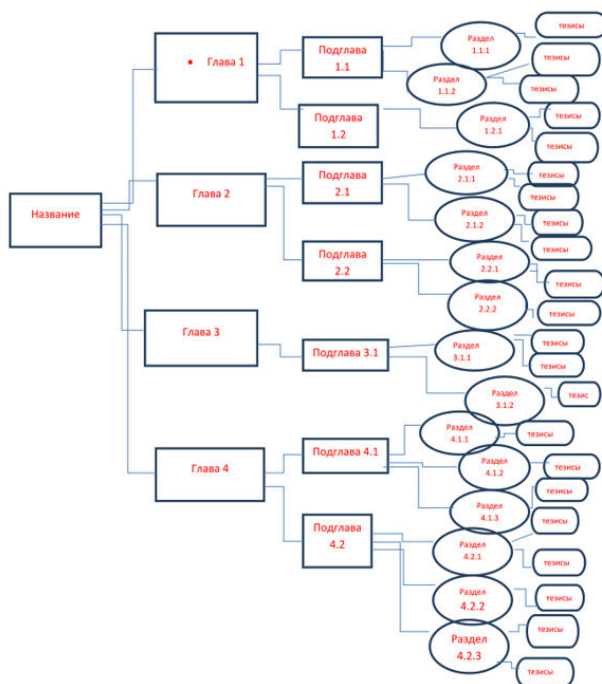 тезисы
Раздел
1.1.1
• Глава 1
Подглава
1.1
тезисы
Раздел
1.1.2
тезисы
Подглава
1.2
Раздел
1.2.1
тезисы
тезисы
Название
Глава 2
Подглава
2.1
Раздел
2.1.1
тезисы
тезисы
Раздел
2.1.2
тезисы
тезисы
Подглава
2.2
Раздел
2.2.1
тезисы
Раздел
2.2.2
тезисы
Глава 3
Подглава 3.1
Раздел
3.1.1
тезисы
тезисы
Раздел
3.1.2
тезис
Глава 4
Подглава 4.1
Раздел
4.1.1
тезисы
Раздел
4.1.2
тезисы
Раздел
4.1.3
тезисы
Подглава
4.2
Раздел
4.2.1
тезисы
тезисы
Раздел
4.2.2
тезисы
Раздел
4.2.3
тезисы
тезисы